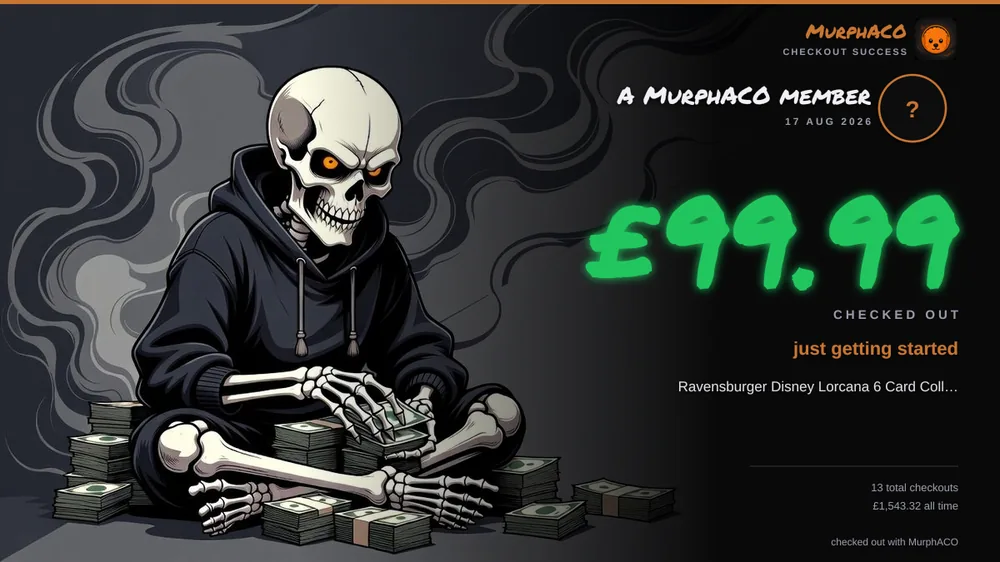 MurphACO
CHECKOUT SUCCESS
A MurphACO member
17 AUG 2026
?
£99.99
CHECKED OUT
just getting started
Ravensburger Disney Lorcana 6 Card Coll…
13 total checkouts
£1,543.32 all time
checked out with MurphACO